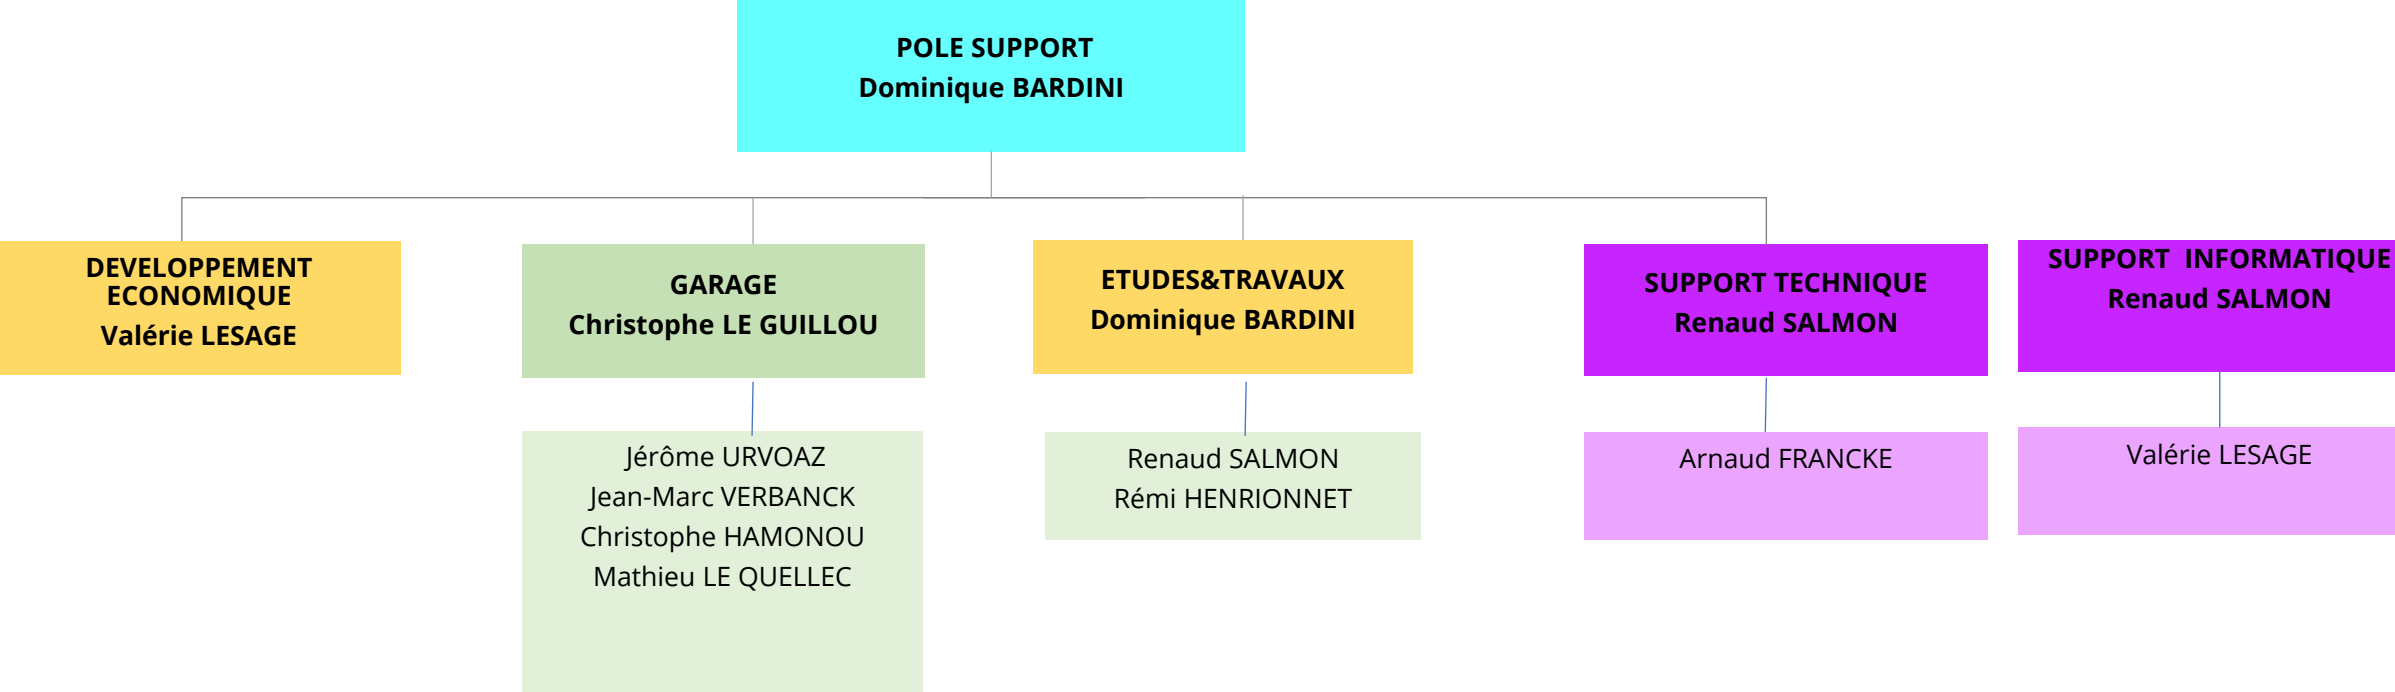 POLE SUPPORT
Dominique BARDINI
DEVELOPPEMENT
ECONOMIQUE
Valérie LESAGE
GARAGE
Christophe LE GUILLOU
ETUDES&TRAVAUX
Dominique BARDINI
SUPPORT TECHNIQUE
Renaud SALMON
SUPPORT  INFORMATIQUE
Renaud SALMON
Jérôme URVOAZ
Jean-Marc VERBANCK
Christophe HAMONOU
Mathieu LE QUELLEC
Renaud SALMON
Rémi HENRIONNET
Arnaud FRANCKE
Valérie LESAGE